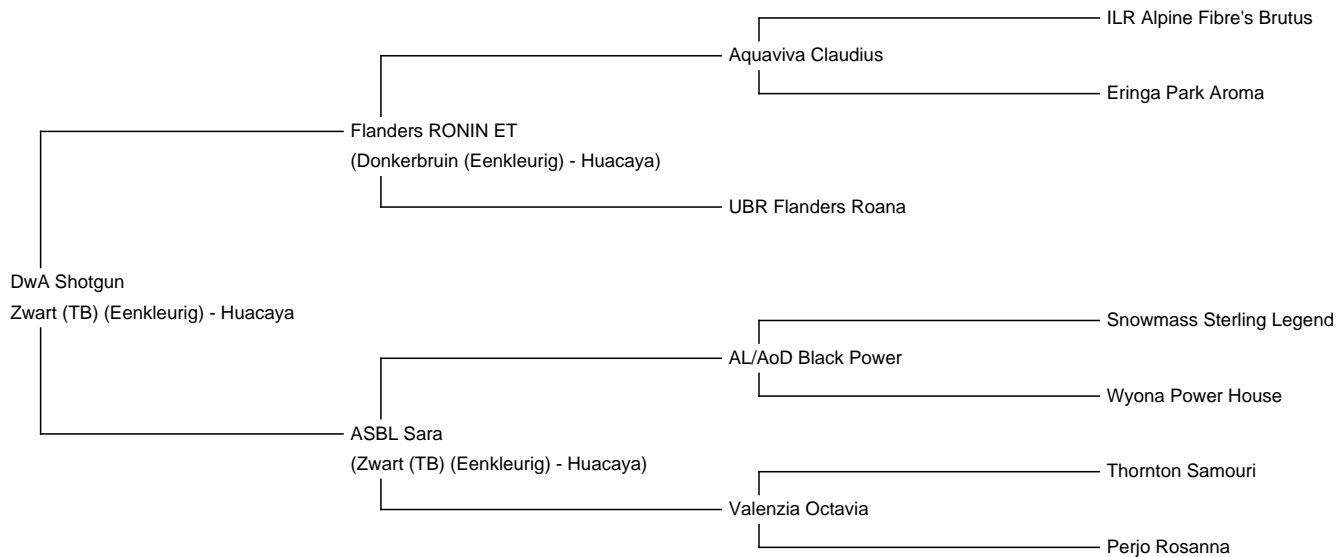 ILR Alpine Fibre's Brutus
Aquaviva Claudius
Eringa Park Aroma
Flanders RONIN ET
(Donkerbruin (Eenkleurig) - Huacaya)
UBR Flanders Roana
DwA Shotgun
Zwart (TB) (Eenkleurig) - Huacaya
Snowmass Sterling Legend
AL/AoD Black Power
Wyona Power House
ASBL Sara
(Zwart (TB) (Eenkleurig) - Huacaya)
Thornton Samouri
Valenzia Octavia
Perjo Rosanna